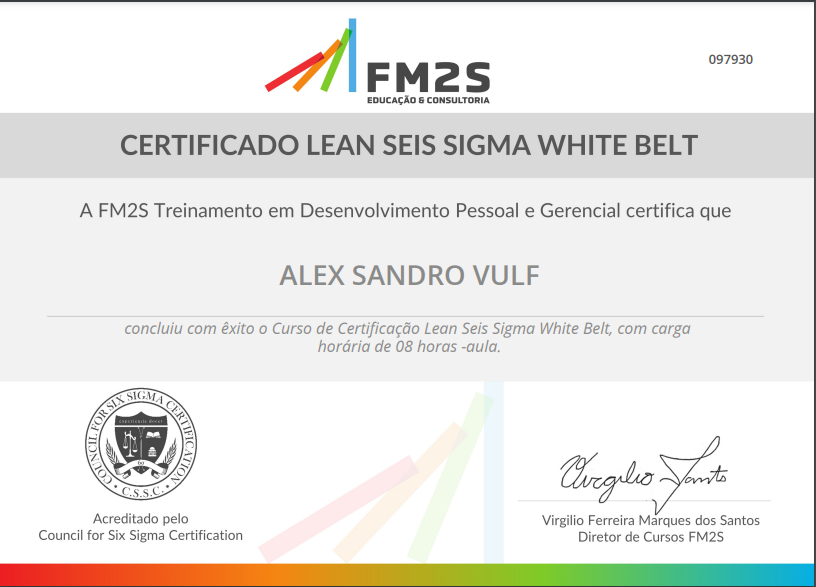 FM2S
EDUCAÇÃO & CONSULTORIA
097930
CERTIFICADO LEAN SEIS SIGMA WHITE BELT
A FM2S Treinamento em Desenvolvimento Pessoal e Gerencial certifica que
ALEX SANDRO VULF
concluiu com êxito o Curso de Certificação Lean Seis Sigma White Belt, com carga
horária de 08 horas -aula.
COUNCIL FOR SIX SIGMA CERTIFICATION
C.S.S.C.
Acreditado pelo
Council for Six Sigma Certification
Virgilio Santo
Virgilio Ferreira Marques dos Santos
Diretor de Cursos FM2S